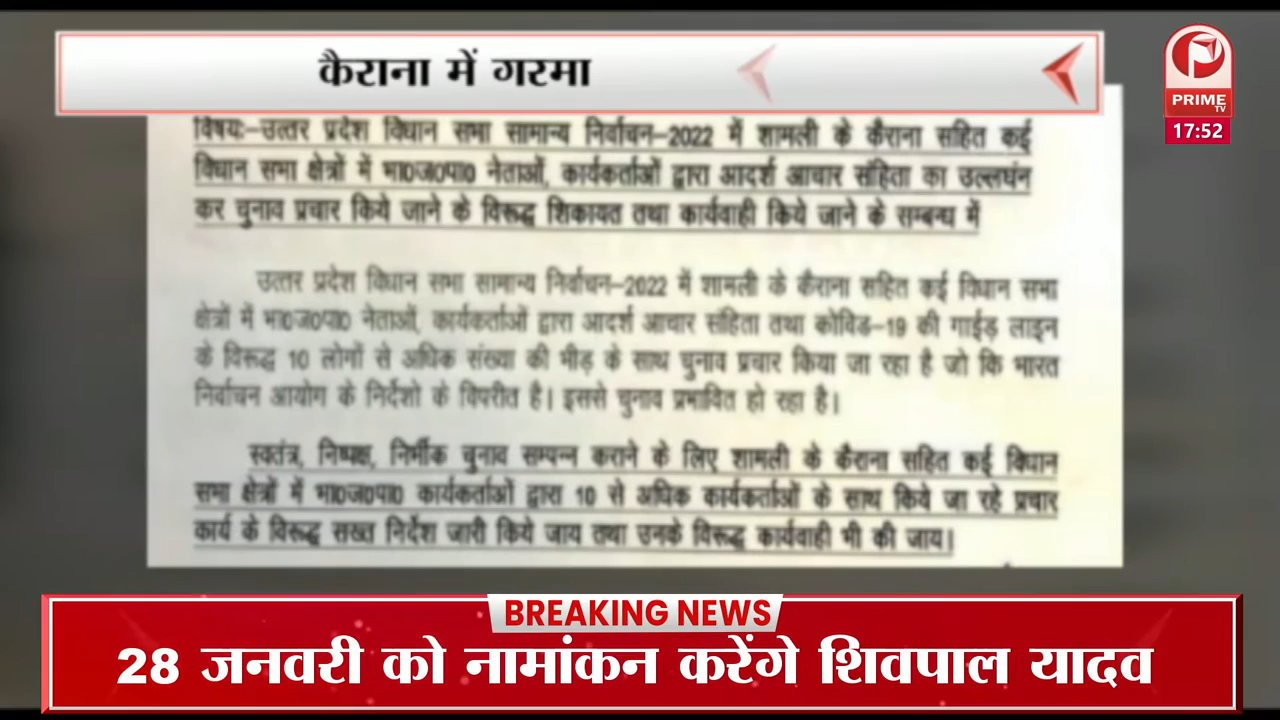 कैराना में गरमा
PRIME
TV
17:52
विषयः-उत्तर प्रदेश विधान सभा सामान्य निर्वाचन-2022 में शामली के कैराना सहित कई
विधान सभा क्षेत्रों में भा0ज0पा0 नेताओं, कार्यकर्ताओं द्वारा आदर्श आचार संहिता का उल्लघंन
कर चुनाव प्रचार किये जाने के विरूद्ध शिकायत तथा कार्यवाही किये जाने के सम्बन्ध में
उत्तर प्रदेश विधान सभा सामान्य निर्वाचन-2022 में शामली के कैराना सहित कई विधान सभा
क्षेत्रों में भा0ज0पा0 नेताओं, कार्यकर्ताओं द्वारा आदर्श आचार संहिता तथा कोविड-19 की गाईड़ लाइन
के विरूद्ध 10 लोगों से अधिक संख्या की भीड़ के साथ चुनाव प्रचार किया जा रहा है जो कि भारत
निर्वाचन आयोग के निर्देशो के विपरीत है। इससे चुनाव प्रभावित हो रहा है।
स्वतंत्र, निष्पक्ष, निर्भीक चुनाव सम्पन्न कराने के लिए शामली के कैराना सहित कई विधान
सभा क्षेत्रों में भा0ज0पा0 कार्यकर्ताओं द्वारा 10 से अधिक कार्यकर्ताओं के साथ किये जा रहे प्रचार
कार्य के विरूद्ध सख्त निर्देश जारी किये जाय तथा उनके विरूद्ध कार्यवाही भी की जाय।
BREAKING NEWS
28 जनवरी को नामांकन करेंगे शिवपाल यादव